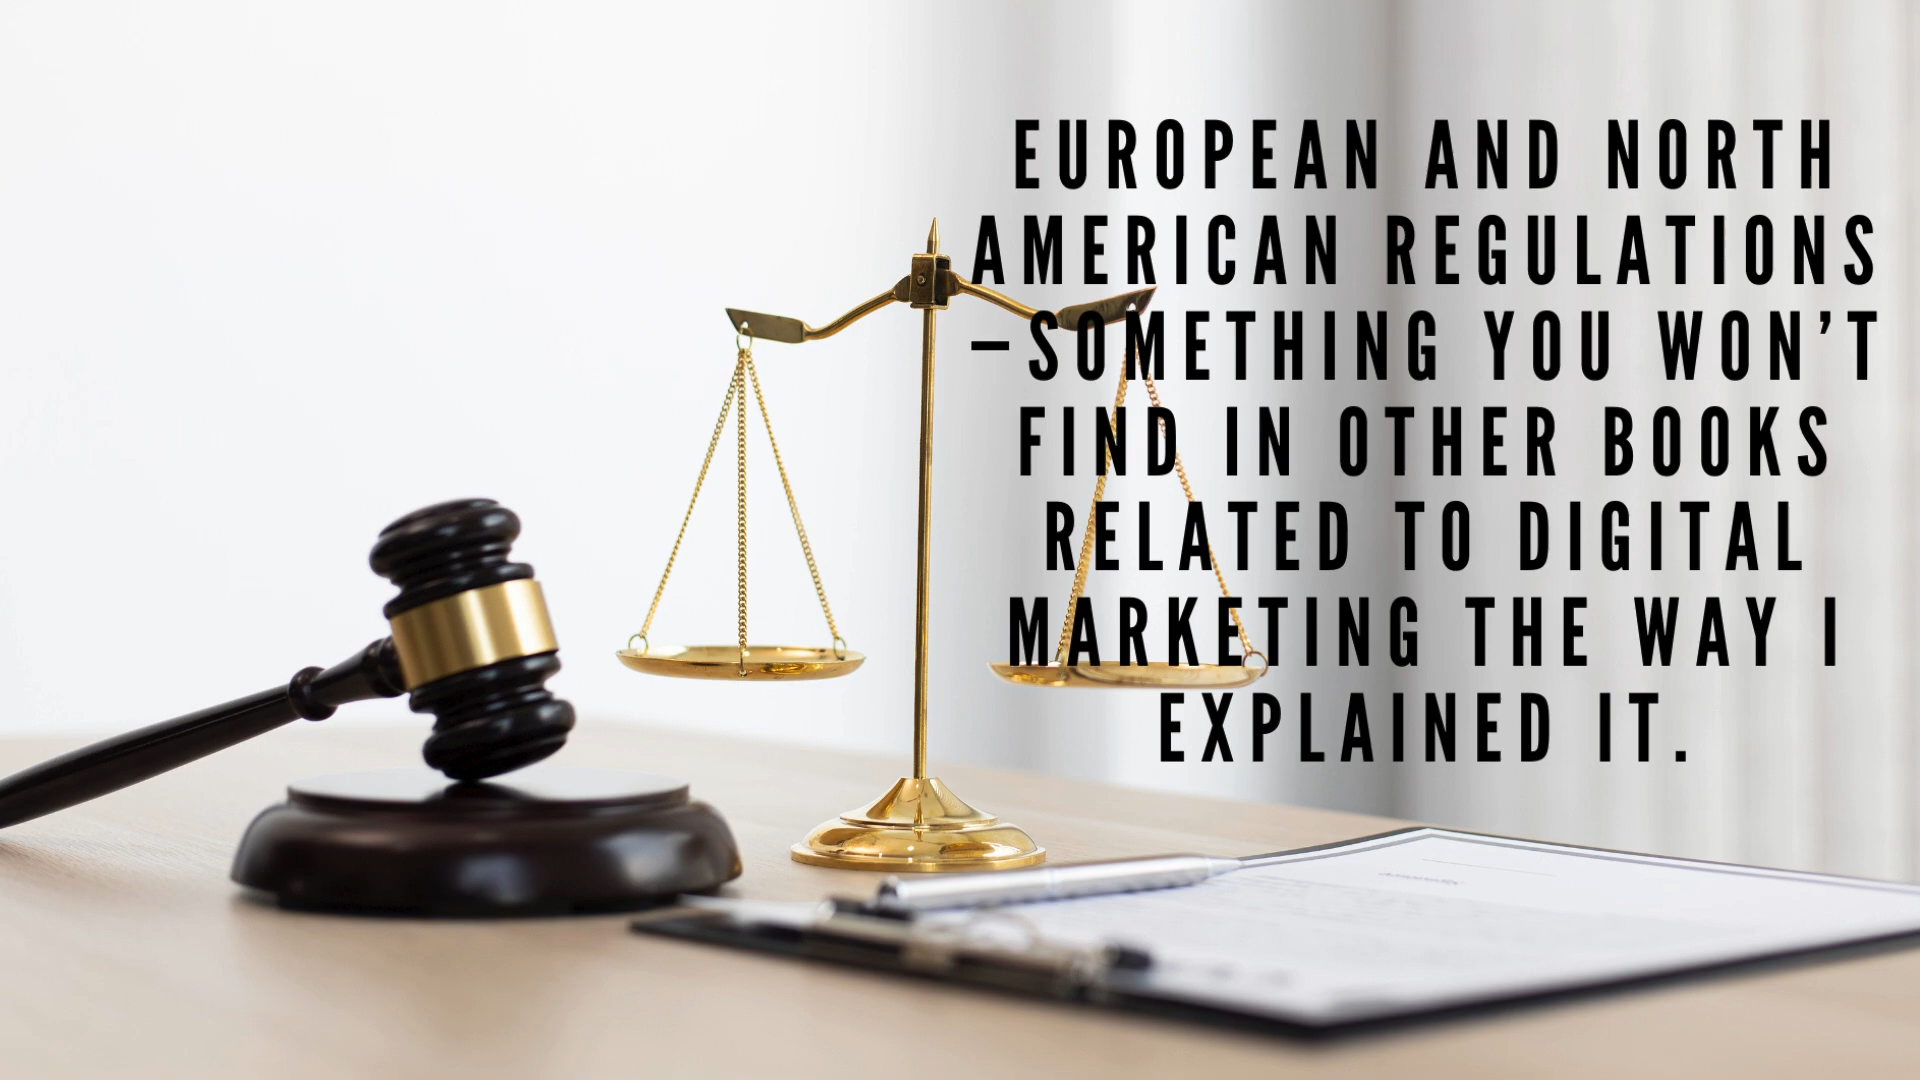 EUROPEAN AND NORTH
AMERICAN REGULATIONS
–SOMETHING YOU WON’T
FIND IN OTHER BOOKS
RELATED TO DIGITAL
MARKETING THE WAY I
EXPLAINED IT.